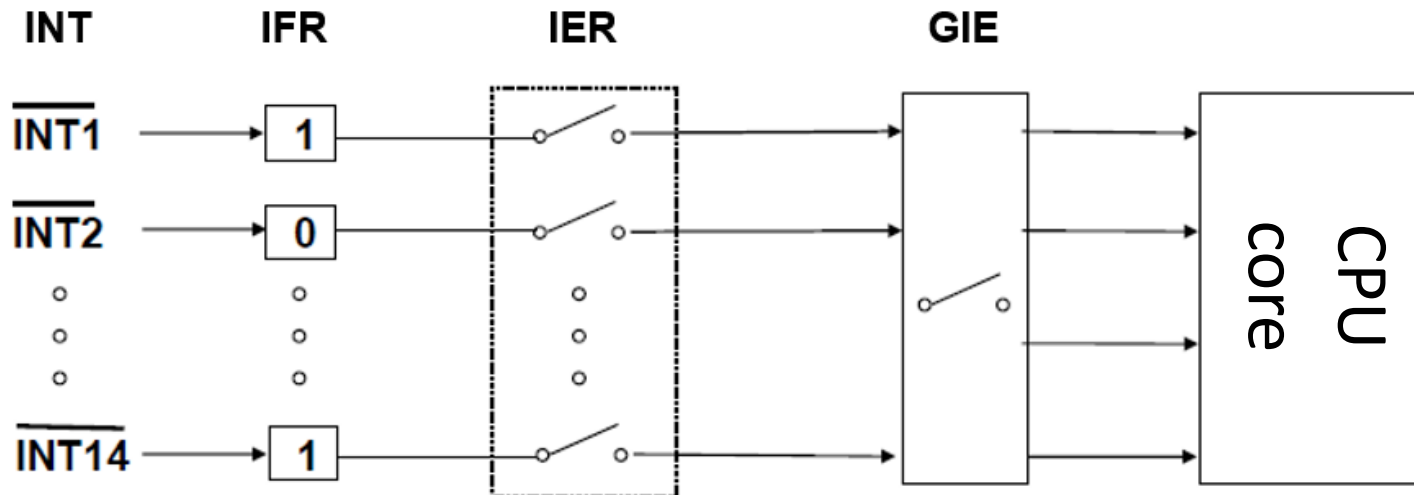 INT IFR IER GIE
INT1 1
INT2 0
INT14 1
CPU
core